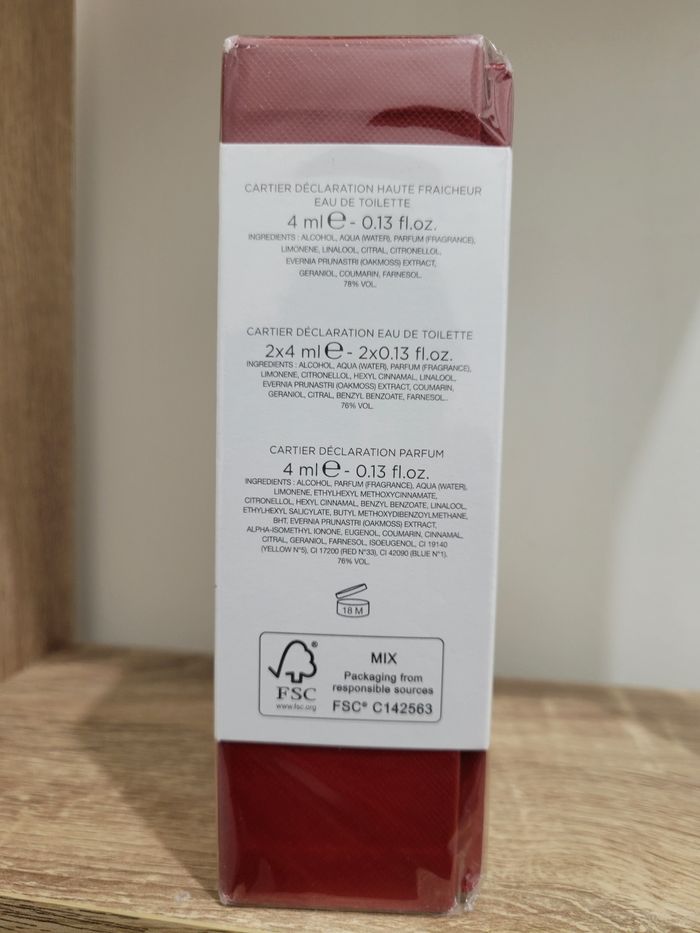 CARTIER DÉCLARATION HAUTE FRAICHEUR
EAU DE TOILETTE
4 ml ℮ - 0.13 fl.oz.
INGREDIENTS : ALCOHOL, AQUA (WATER), PARFUM (FRAGRANCE),
LIMONENE, LINALOOL, CITRAL, CITRONELLOL,
EVERNIA PRUNASTRI (OAKMOSS) EXTRACT,
GERANIOL, COUMARIN, FARNESOL.
78% VOL.
CARTIER DÉCLARATION EAU DE TOILETTE
2x4 ml ℮ - 2x0.13 fl.oz.
INGREDIENTS : ALCOHOL, AQUA (WATER), PARFUM (FRAGRANCE),
LIMONENE, CITRONELLOL, HEXYL CINNAMAL, LINALOOL,
EVERNIA PRUNASTRI (OAKMOSS) EXTRACT, COUMARIN,
GERANIOL, CITRAL, BENZYL BENZOATE, FARNESOL.
76% VOL.
CARTIER DÉCLARATION PARFUM
4 ml ℮ - 0.13 fl.oz.
INGREDIENTS : ALCOHOL, PARFUM (FRAGRANCE), AQUA (WATER),
LIMONENE, ETHYLHEXYL METHOXYCINNAMATE,
CITRONELLOL, HEXYL CINNAMAL, BENZYL BENZOATE, LINALOOL,
ETHYLHEXYL SALICYLATE, BUTYL METHOXYDIBENZOYLMETHANE,
BHT, EVERNIA PRUNASTRI (OAKMOSS) EXTRACT,
ALPHA-ISOMETHYL IONONE, EUGENOL, COUMARIN, CINNAMAL,
CITRAL, GERANIOL, FARNESOL, ISOEUGENOL, CI 19140
(YELLOW N°5), CI 17200 (RED N°33), CI 42090 (BLUE N°1).
76% VOL.
18 M
®
FSC
www.fsc.org
MIX
Packaging from
responsible sources
FSC® C142563